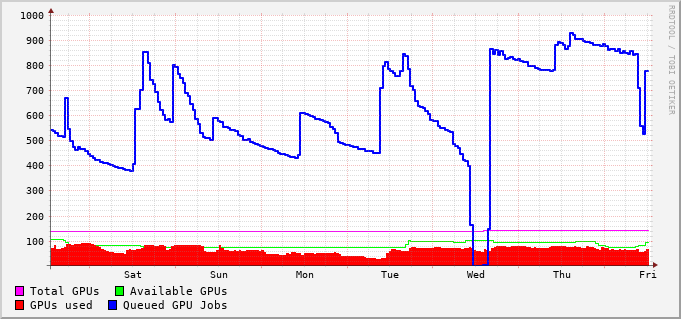 1000
900
800
700
600
500
400
300
200
100
Sat Sun Mon Tue Wed Thu Fri
Total GPUs Available GPUs
GPUs used Queued GPU Jobs
RRDTOOL / TOBI OETIKER